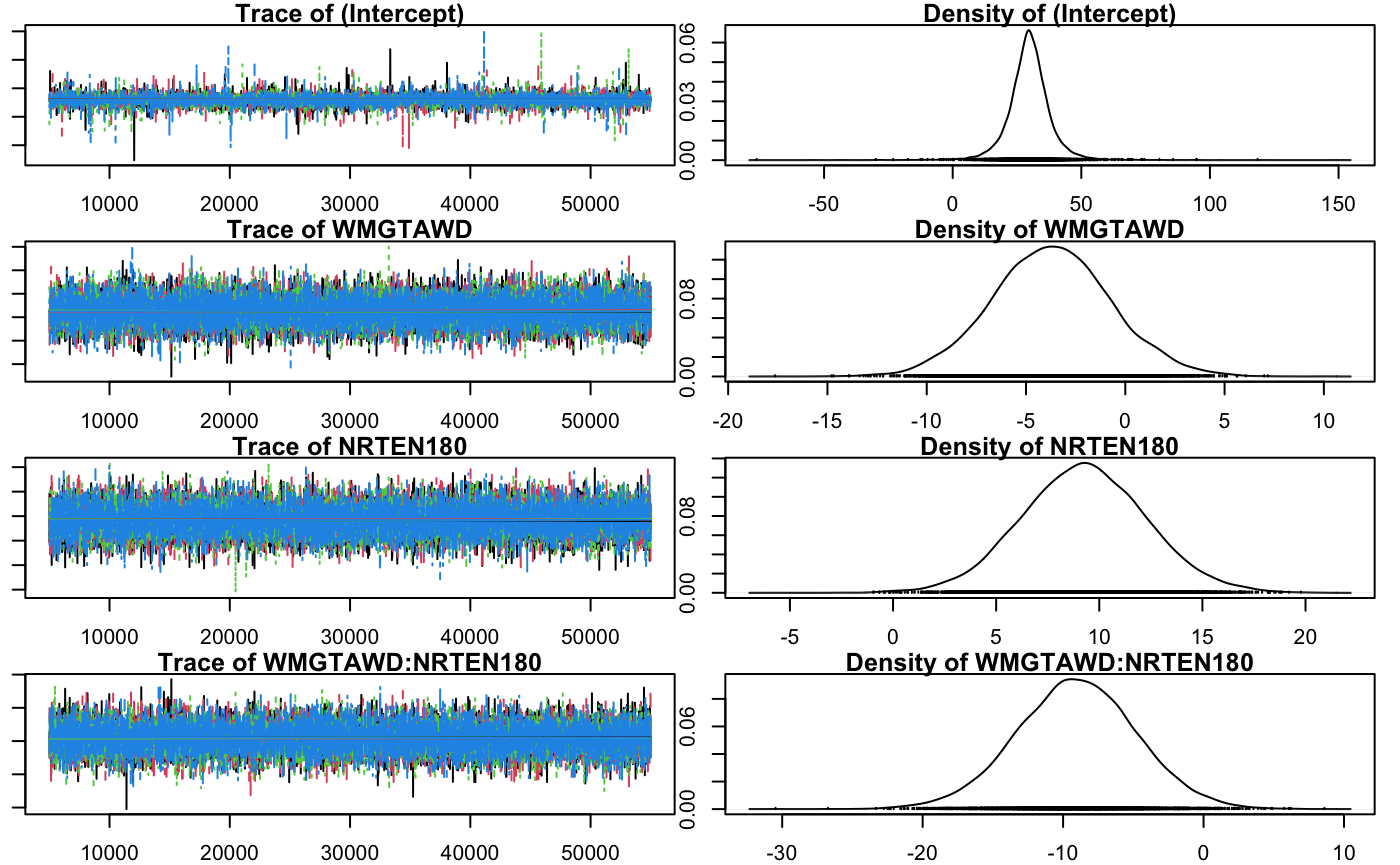 Trace of (Intercept)
10000 20000 30000 40000 50000
Density of (Intercept)
0.00 0.03 0.06
-50 0 50 100 150
Trace of WMGTAWD
10000 20000 30000 40000 50000
Density of WMGTAWD
0.00 0.08
-20 -15 -10 -5 0 5 10
Trace of NRTEN180
10000 20000 30000 40000 50000
Density of NRTEN180
0.00 0.08
-5 0 5 10 15 20
Trace of WMGTAWD:NRTEN180
10000 20000 30000 40000 50000
Density of WMGTAWD:NRTEN180
0.00 0.06
-30 -20 -10 0 10